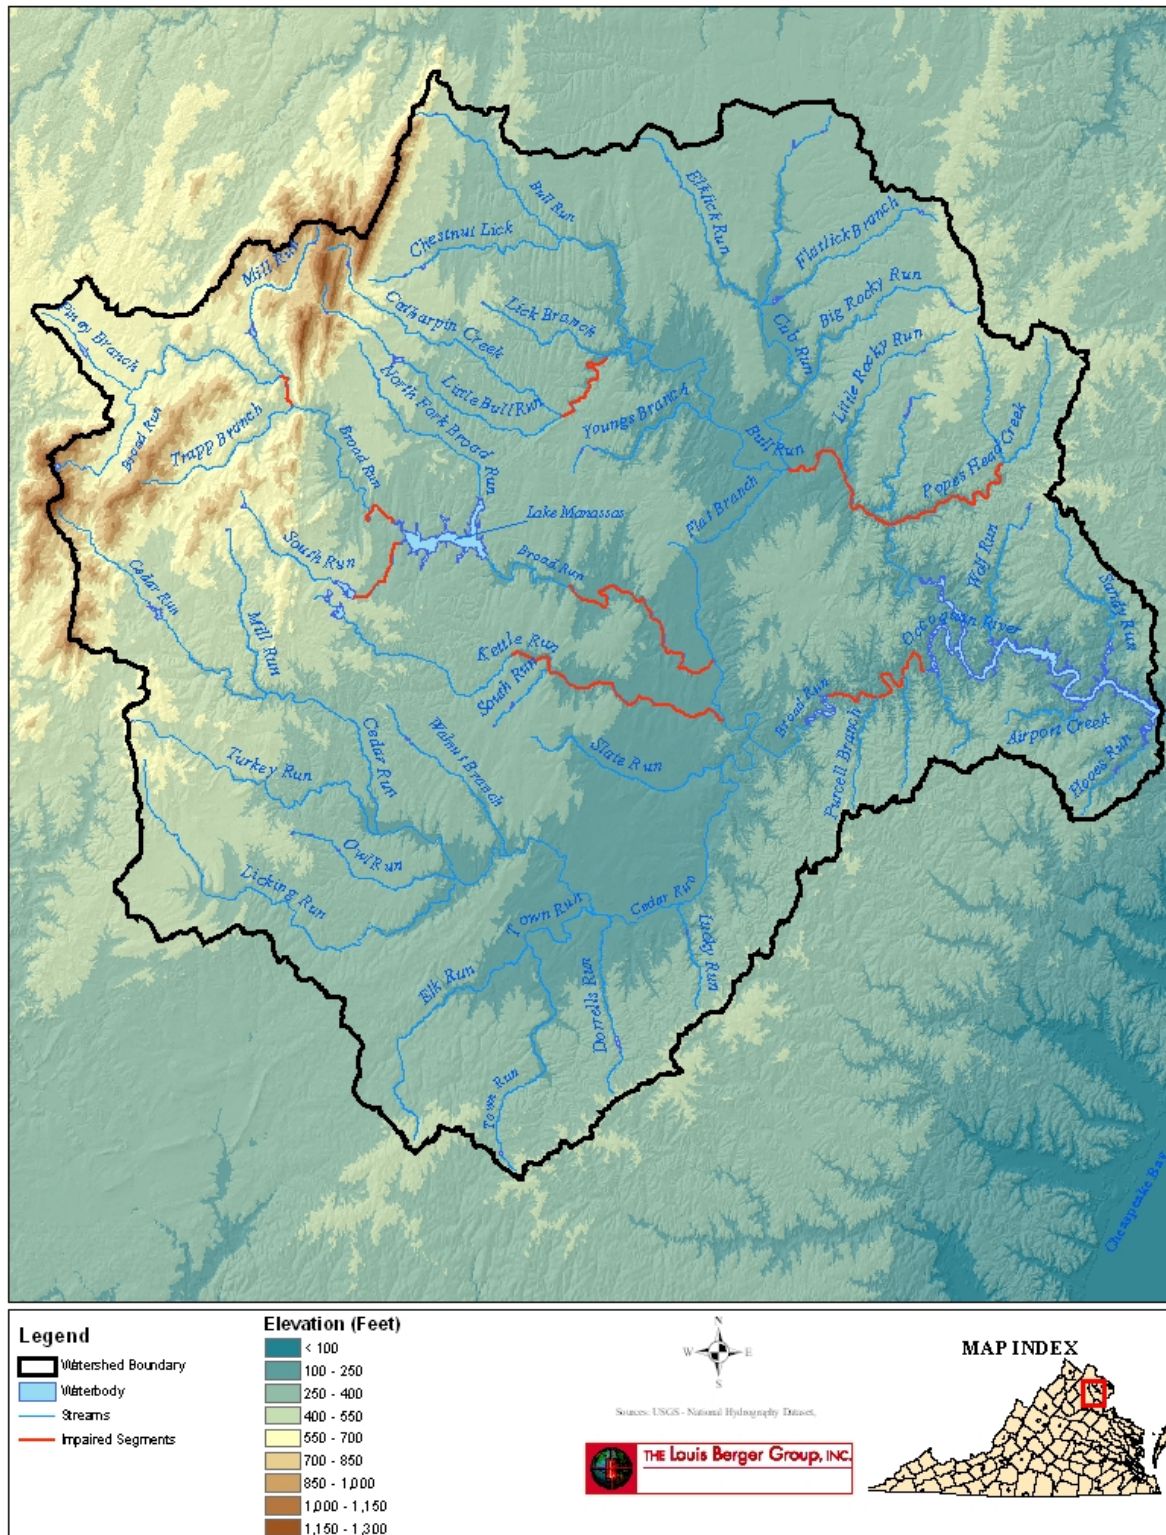 Bull Run
Elklick Run
Flatlick Branch
Chestnut Lick
Mill Run
Big Rocky Run
Catharpin Creek
Lick Branch
Cub Run
Piney Branch
Little Rocky Run
North Fork Broad Run
Little Bull Run
Youngs Branch
Broad Run
Trapp Branch
Broad Run
Bull Run
Popes Head Creek
Flat Branch
Lake Manassas
South Run
Broad Run
Wolf Run
Sandy Run
Cedar Run
Mill Run
Occoquan River
Kettle Run
South Run
Broad Run
Purcell Branch
Airport Creek
Hooes Run
Walnut Branch
Cedar Run
Slate Run
Turkey Run
Owl Run
Licking Run
Town Run
Cedar Run
Lucky Run
Elk Run
Dorrells Run
Town Run
Chesapeake Bay
Legend
Watershed Boundary
Waterbody
Streams
Impaired Segments
Elevation (Feet)
< 100
100 - 250
250 - 400
400 - 550
550 - 700
700 - 850
850 - 1,000
1,000 - 1,150
1,150 - 1,300
N
W
E
S
Sources: USGS - National Hydrography Dataset,
THE Louis Berger Group, INC.
MAP INDEX